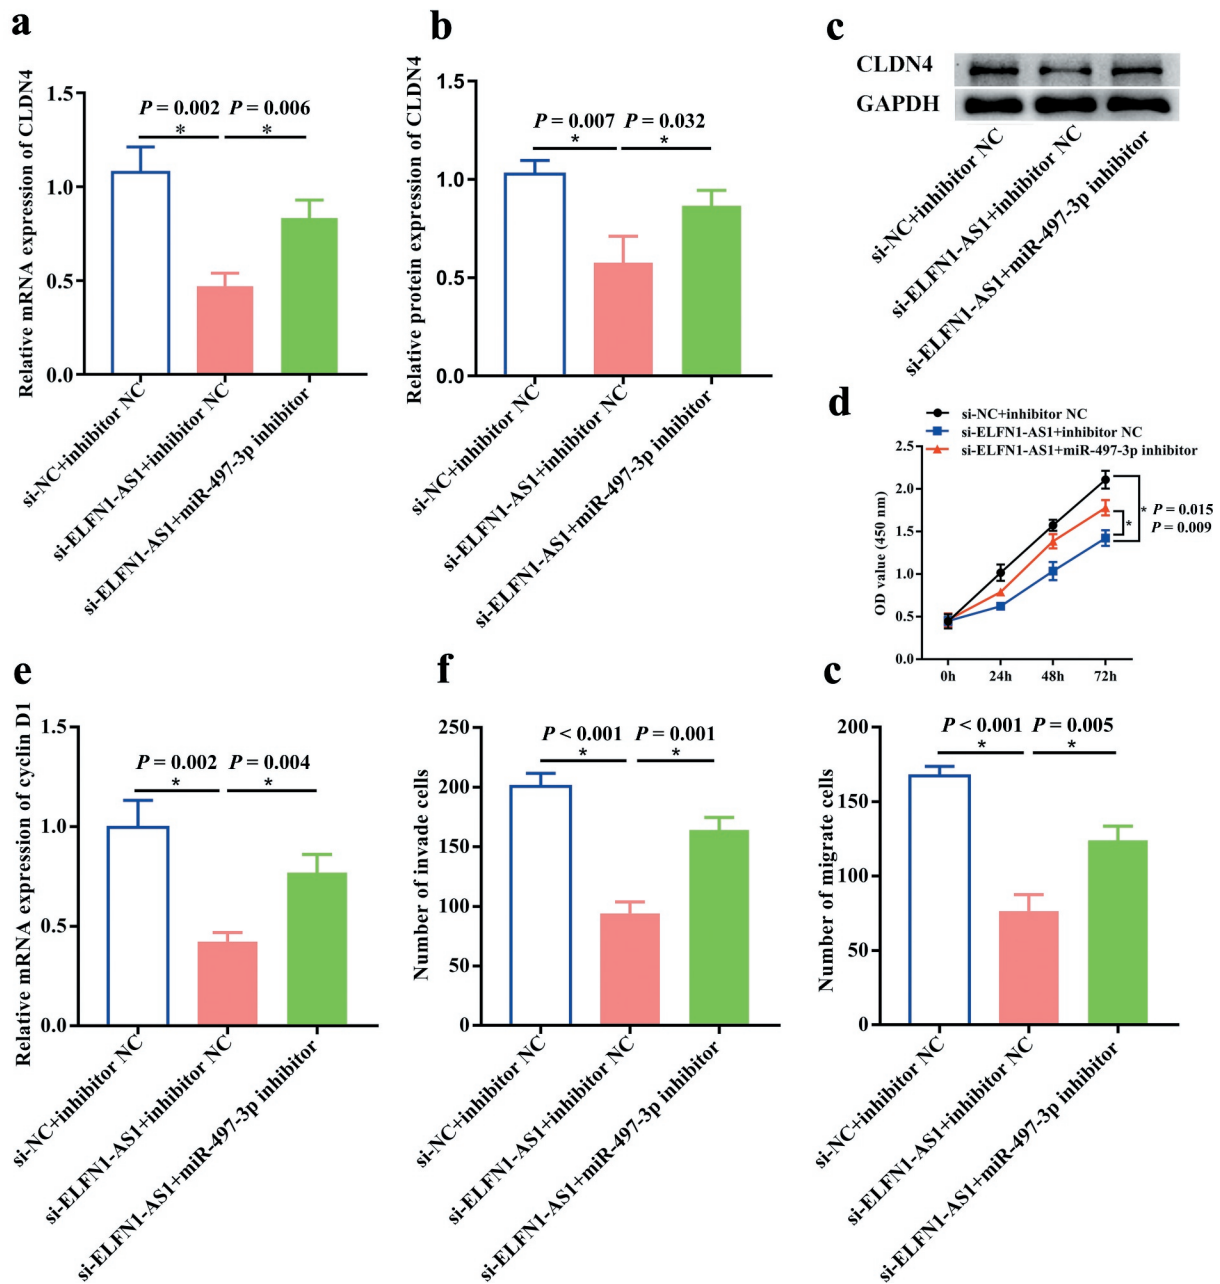 a
Relative mRNA expression of CLDN4
1.5
1.0
0.5
0.0
P = 0.002
P = 0.006
*
*
si-NC+inhibitor NC
si-ELFN1-AS1+inhibitor NC
si-ELFN1-AS1+miR-497-3p inhibitor
b
Relative protein expression of CLDN4
1.5
1.0
0.5
0.0
P = 0.007
P = 0.032
*
*
si-NC+inhibitor NC
si-ELFN1-AS1+inhibitor NC
si-ELFN1-AS1+miR-497-3p inhibitor
c
CLDN4
GAPDH
si-NC+inhibitor NC
si-ELFN1-AS1+inhibitor NC
si-ELFN1-AS1+miR-497-3p inhibitor
d
si-NC+inhibitor NC
si-ELFN1-AS1+inhibitor NC
si-ELFN1-AS1+miR-497-3p inhibitor
OD value (450 nm)
2.5
2.0
1.5
1.0
0.5
0.0
0h
24h
48h
72h
*
*
P = 0.015
P = 0.009
e
Relative mRNA expression of cyclin D1
1.5
1.0
0.5
0.0
P = 0.002
P = 0.004
*
*
si-NC+inhibitor NC
si-ELFN1-AS1+inhibitor NC
si-ELFN1-AS1+miR-497-3p inhibitor
f
Number of invade cells
250
200
150
100
50
0
P < 0.001
P = 0.001
*
*
si-NC+inhibitor NC
si-ELFN1-AS1+inhibitor NC
si-ELFN1-AS1+miR-497-3p inhibitor
c
Number of migrate cells
200
150
100
50
0
P < 0.001
P = 0.005
*
*
si-NC+inhibitor NC
si-ELFN1-AS1+inhibitor NC
si-ELFN1-AS1+miR-497-3p inhibitor